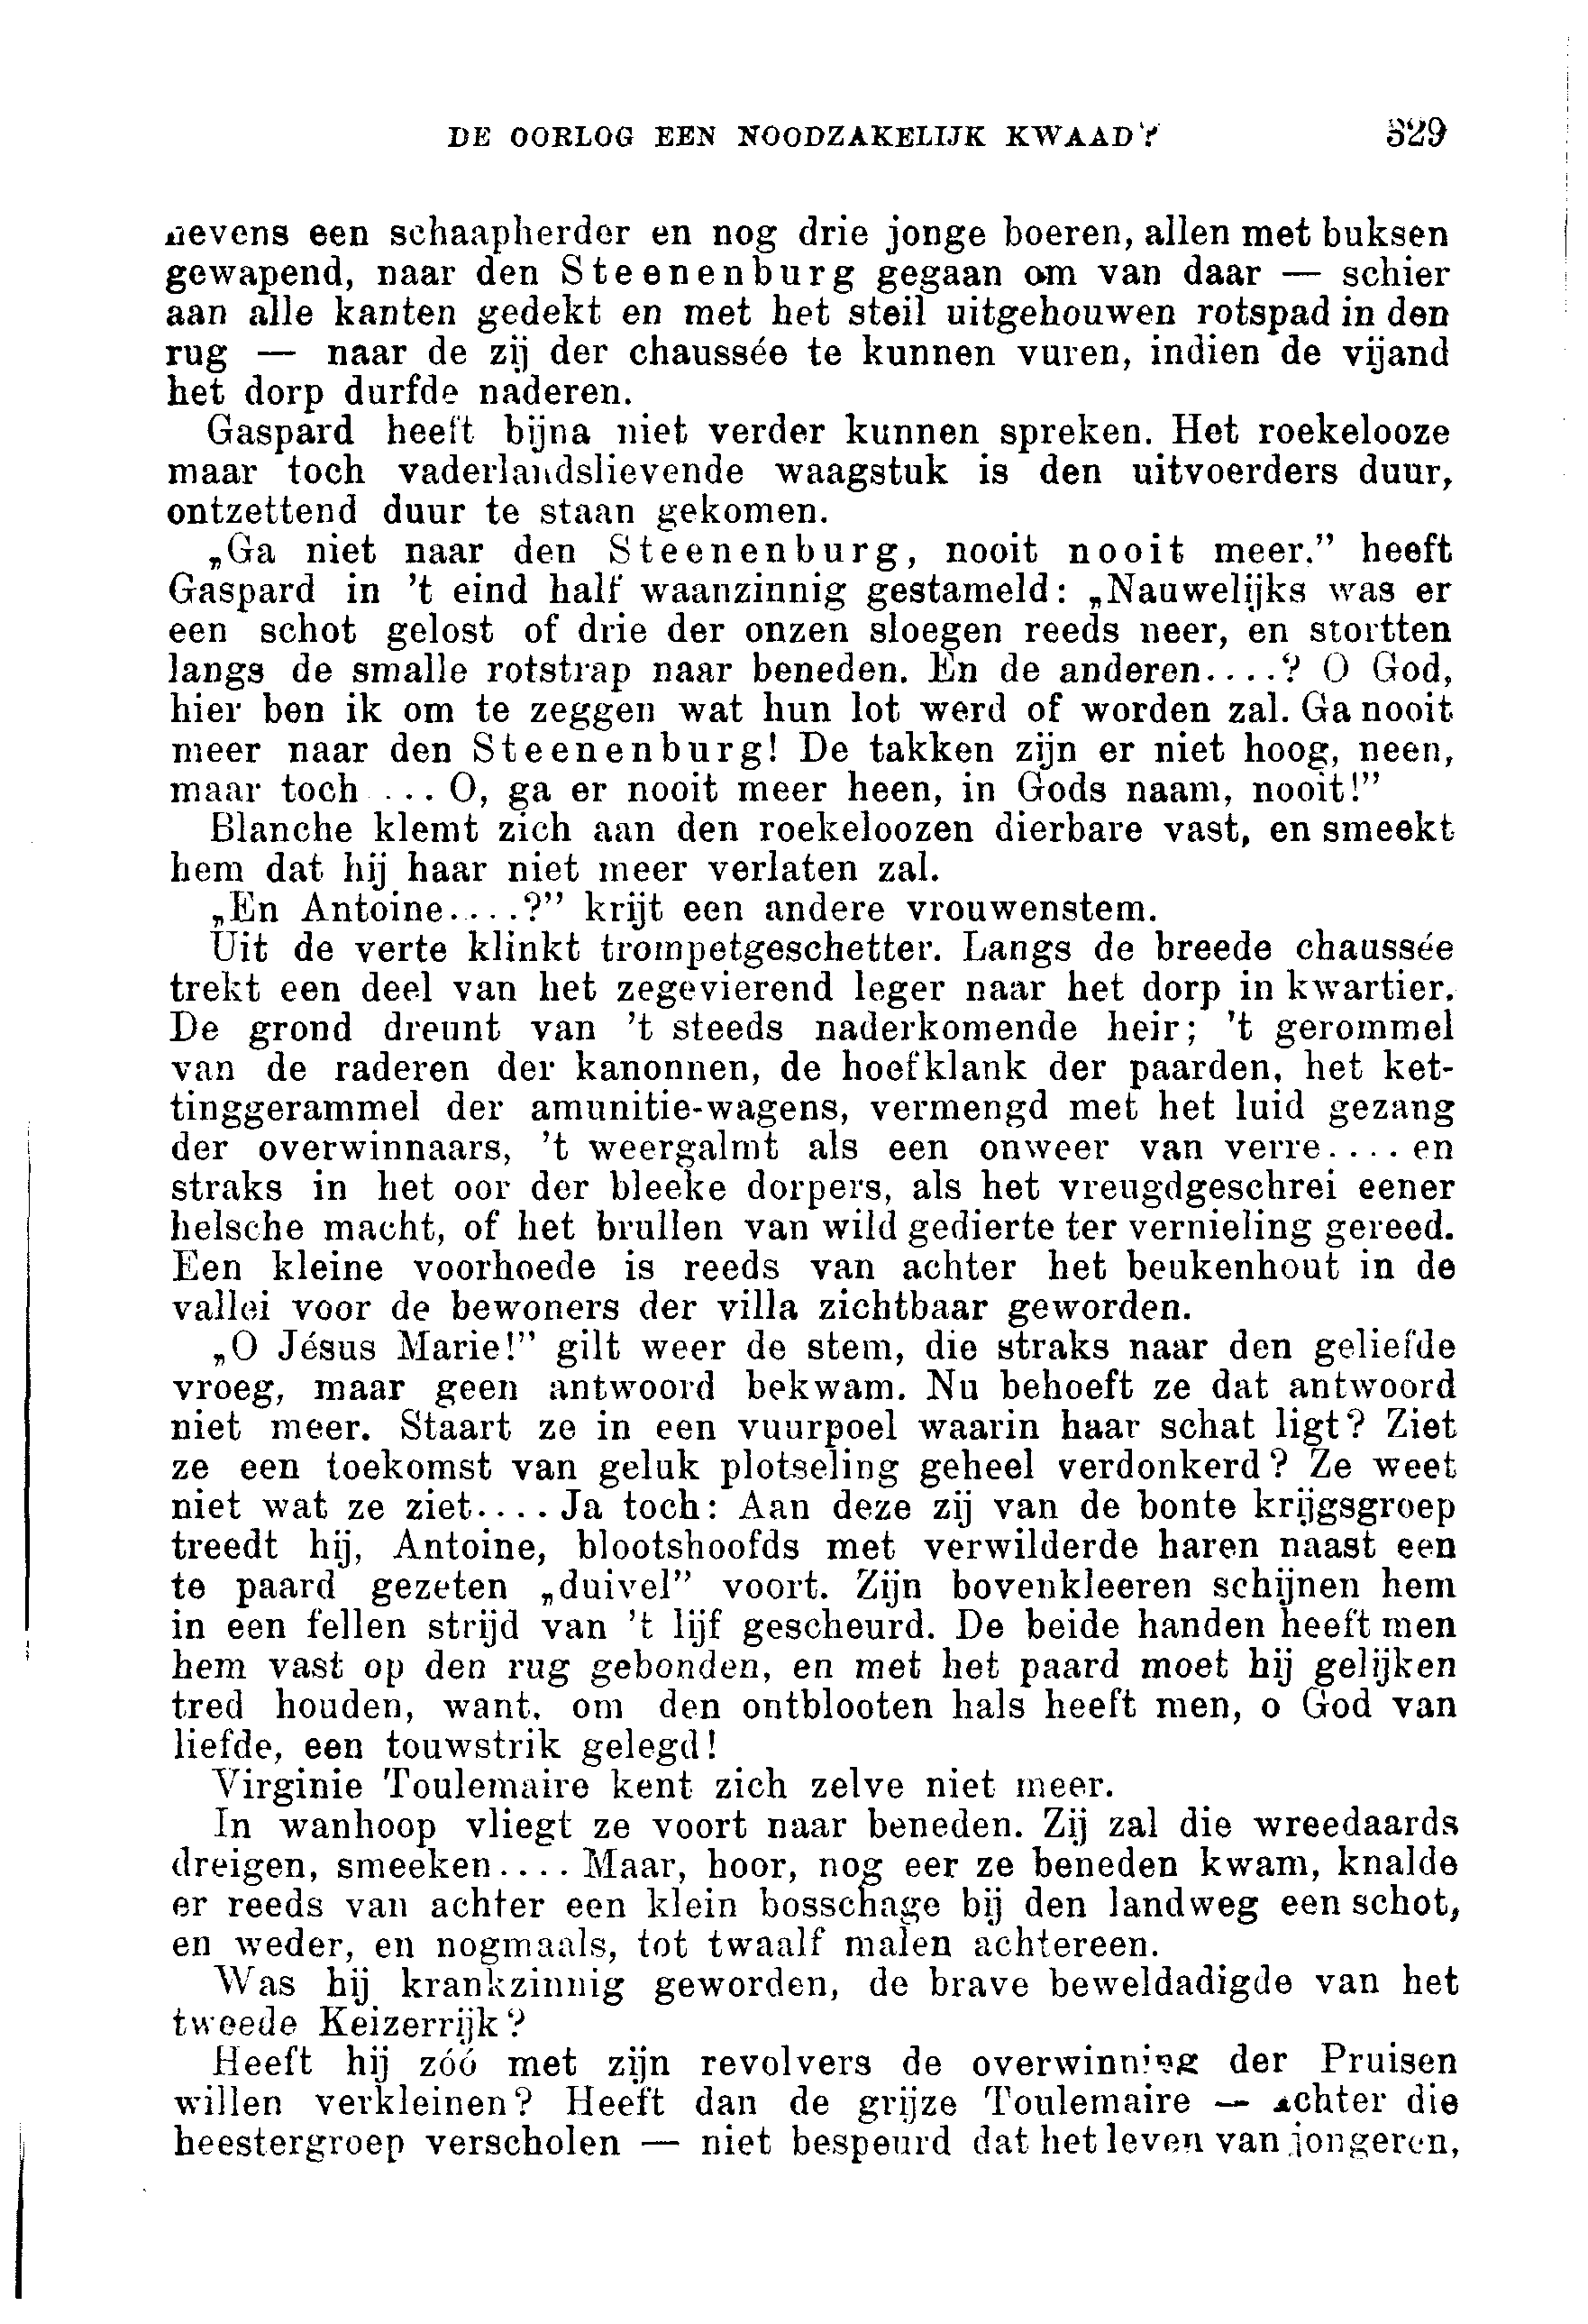 DE OORLOG EEN NOODZAKELIJK KWAAD? 329
nevens een schaapherder en nog drie jonge boeren, allen met buksen
gewapend, naar den Steenenburg gegaan om van daar — schier
aan alle kanten gedekt en met het steil uitgehouwen rotspad in den
rug — naar de zij der chaussée te kunnen vuren, indien de vijand
het dorp durfde naderen.
Gaspard heeft bijna niet verder kunnen spreken. Het roekelooze
maar toch vaderlandslievende waagstuk is den uitvoerders duur,
ontzettend duur te staan gekomen.
„Ga niet naar den Steenenburg, nooit nooit meer.” heeft
Gaspard in 't eind half waanzinnig gestameld: „Nauwelijks was er
een schot gelost of drie der onzen sloegen reeds neer, en stortten
langs de smalle rotstrap naar beneden. En de anderen....? O God,
hier ben ik om te zeggen wat hun lot werd of worden zal. Ga nooit
meer naar den Steenenburg! De takken zijn er niet hoog, neen,
maar toch ... O, ga er nooit meer heen, in Gods naam, nooit!”
Blanche klemt zich aan den roekeloozen dierbare vast, en smeekt
hem dat hij haar niet meer verlaten zal.
„En Antoine....?” krijt een andere vrouwenstem.
Uit de verte klinkt trompetgeschetter. Langs de breede chaussée
trekt een deel van het zegevierend leger naar het dorp in kwartier.
De grond dreunt van 't steeds naderkomende heir; 't gerommel
van de raderen der kanonnen, de hoefklank der paarden, het ket-
tinggerammel der amunitie-wagens, vermengd met het luid gezang
der overwinnaars, 't weergalmt als een onweer van verre.... en
straks in het oor der bleeke dorpers, als het vreugdgeschrei eener
helsche macht, of het brullen van wild gedierte ter vernieling gereed.
Een kleine voorhoede is reeds van achter het beukenhout in de
vallei voor de bewoners der villa zichtbaar geworden.
„O Jésus Marie!” gilt weer de stem, die straks naar den geliefde
vroeg, maar geen antwoord bekwam. Nu behoeft ze dat antwoord
niet meer. Staart ze in een vuurpoel waarin haar schat ligt? Ziet
ze een toekomst van geluk plotseling geheel verdonkerd? Ze weet
niet wat ze ziet.... Ja toch: Aan deze zij van de bonte krijgsgroep
treedt hij, Antoine, blootshoofds met verwilderde haren naast een
te paard gezeten „duivel” voort. Zijn bovenkleeren schijnen hem
in een fellen strijd van 't lijf gescheurd. De beide handen heeft men
hem vast op den rug gebonden, en met het paard moet hij gelijken
tred houden, want, om den ontblooten hals heeft men, o God van
liefde, een touwstrik gelegd!
Virginie Toulemaire kent zich zelve niet meer.
In wanhoop vliegt ze voort naar beneden. Zij zal die wreedaards
dreigen, smeeken.... Maar, hoor, nog eer ze beneden kwam, knalde
er reeds van achter een klein bosschage bij den landweg een schot,
en weder, en nogmaals, tot twaalf malen achtereen.
Was hij krankzinnig geworden, de brave beweldadigde van het
tweede Keizerrijk?
Heeft hij zóó met zijn revolvers de overwinning der Pruisen
willen verkleinen? Heeft dan de grijze Toulemaire — achter die
heestergroep verscholen — niet bespeurd dat het leven van jongeren,